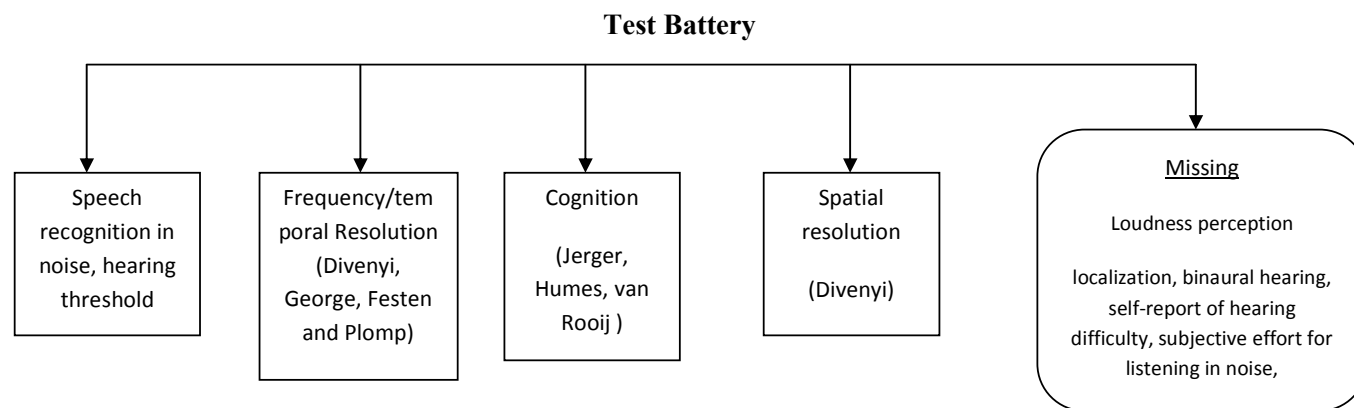 Test Battery
Speech
recognition in
noise, hearing
threshold
Frequency/tem
poral Resolution
(Divenyi,
George, Festen
and Plomp)
Cognition
(Jerger,
Humes, van
Rooij )
Spatial
resolution
(Divenyi)
Missing
Loudness perception
localization, binaural hearing,
self-report of hearing
difficulty, subjective effort for
listening in noise,